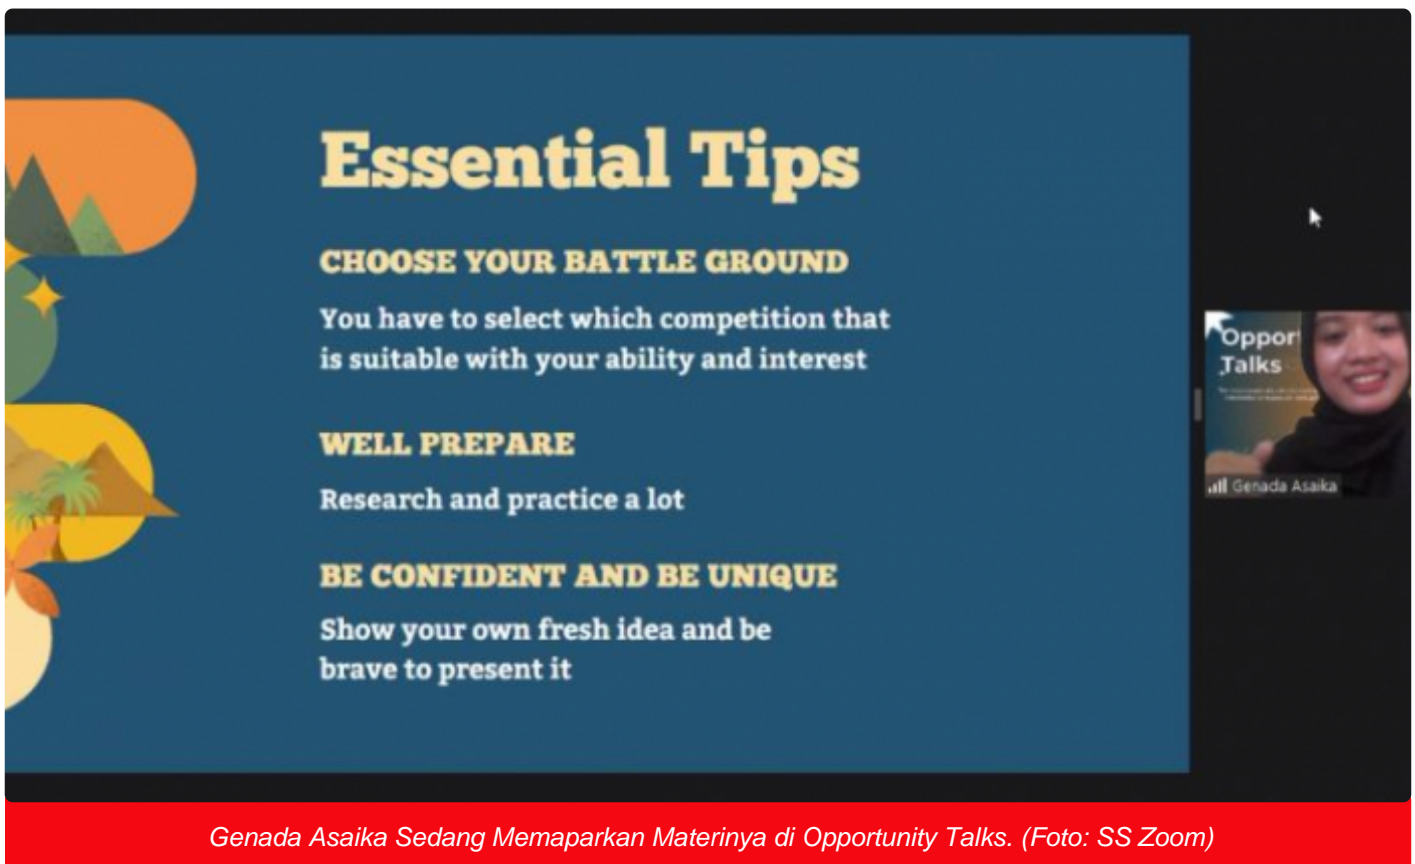 Essential Tips
CHOOSE YOUR BATTLE GROUND
You have to select which competition that
is suitable with your ability and interest
WELL PREPARE
Research and practice a lot
BE CONFIDENT AND BE UNIQUE
Show your own fresh idea and be
brave to present it
Oppor
Talks
Genada Asaika
Genada Asaika Sedang Memaparkan Materinya di Opportunity Talks. (Foto: SS Zoom)